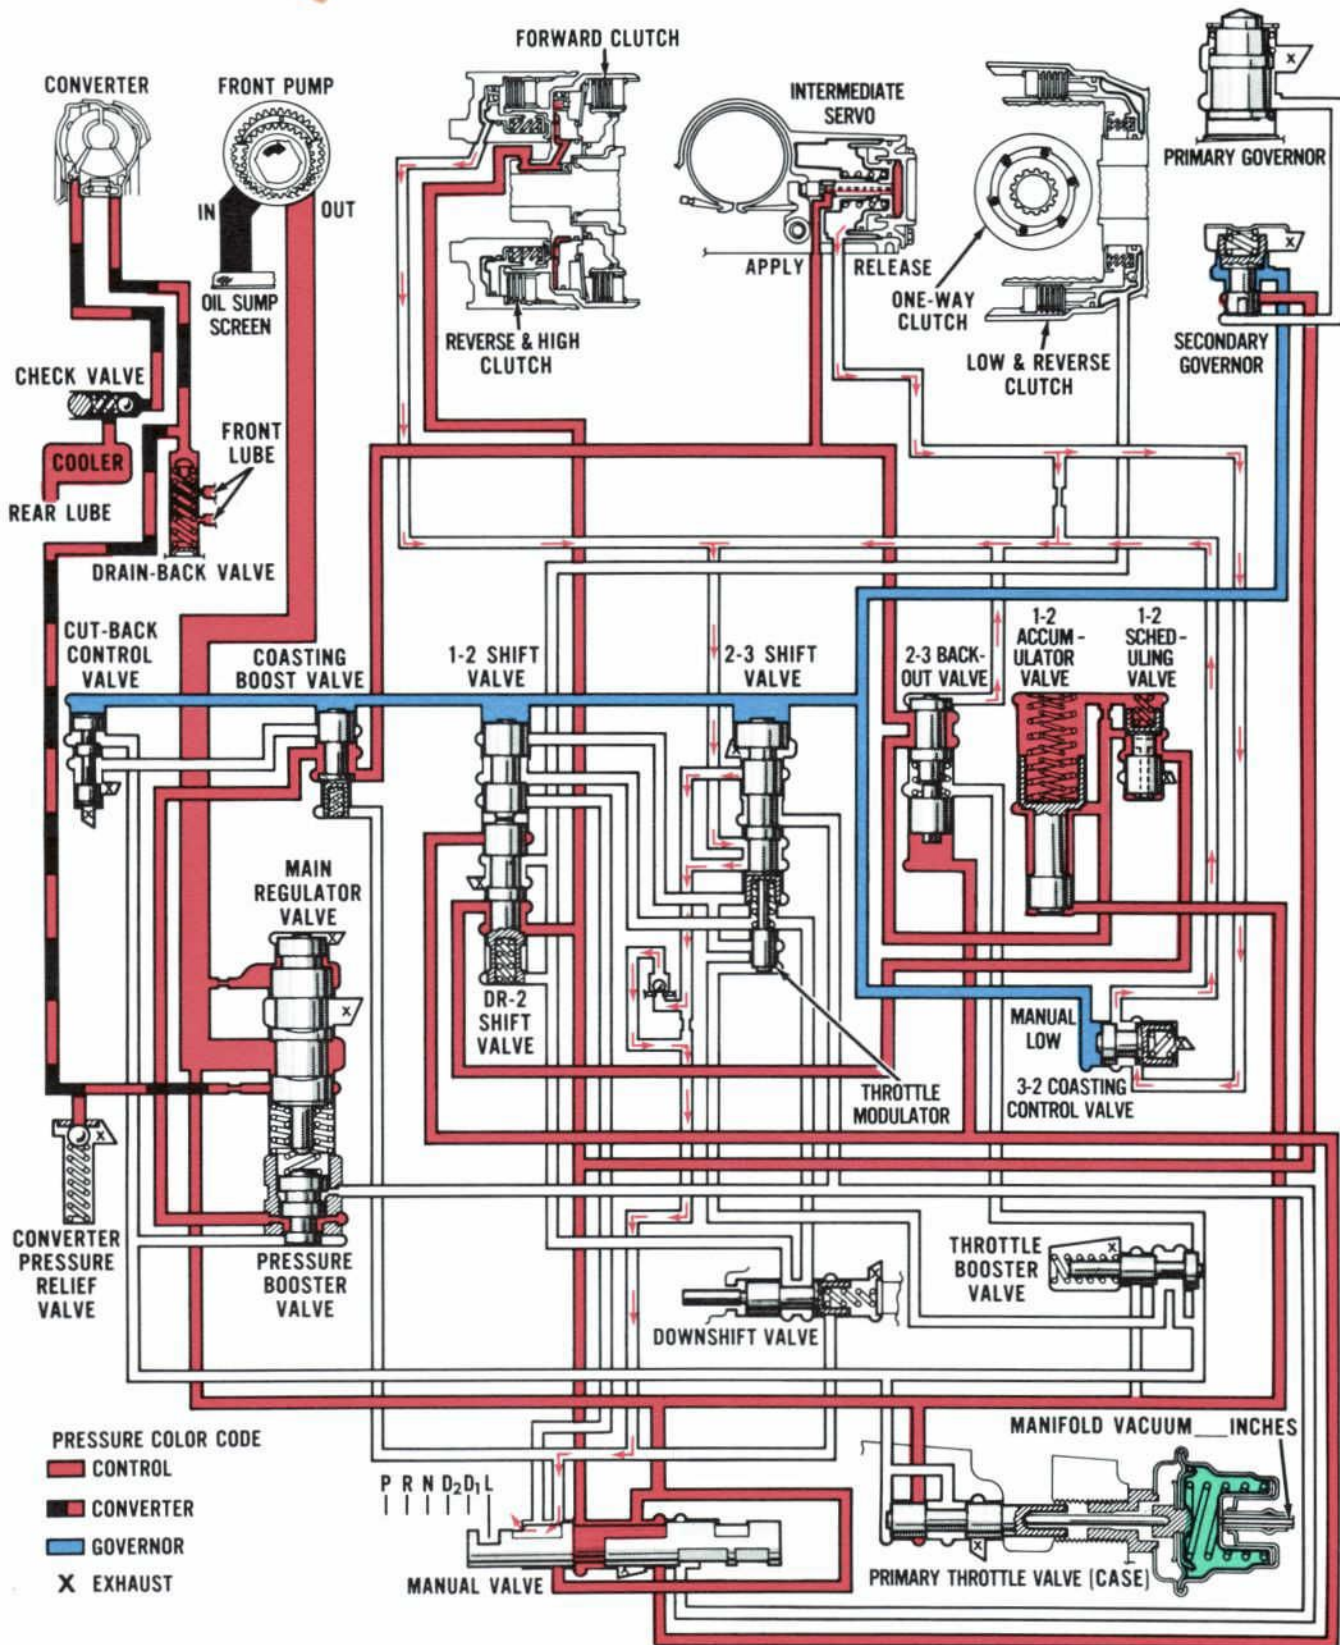 FORWARD CLUTCH
CONVERTER
FRONT PUMP
INTERMEDIATE
SERVO
X
PRIMARY GOVERNOR
IN
OUT
OIL SUMP
SCREEN
APPLY
RELEASE
ONE-WAY
CLUTCH
X
SECONDARY
GOVERNOR
REVERSE & HIGH
CLUTCH
LOW & REVERSE
CLUTCH
CHECK VALVE
COOLER
FRONT
LUBE
REAR LUBE
DRAIN-BACK VALVE
CUT-BACK
CONTROL
VALVE
COASTING
BOOST VALVE
1-2 SHIFT
VALVE
2-3 SHIFT
VALVE
2-3 BACK-
OUT VALVE
1-2
ACCUM-
ULATOR
VALVE
1-2
SCHED-
ULING
VALVE
X
X
X
X
X
MAIN
REGULATOR
VALVE
X
X
DR-2
SHIFT
VALVE
MANUAL
LOW
X
THROTTLE
MODULATOR
3-2 COASTING
CONTROL VALVE
X
CONVERTER
PRESSURE
RELIEF
VALVE
PRESSURE
BOOSTER
VALVE
THROTTLE
BOOSTER
VALVE
X
X
DOWNSHIFT VALVE
PRESSURE COLOR CODE
CONTROL
CONVERTER
GOVERNOR
X EXHAUST
P R N D2 D1 L
MANUAL VALVE
X
MANIFOLD VACUUM___INCHES
X
PRIMARY THROTTLE VALVE (CASE)